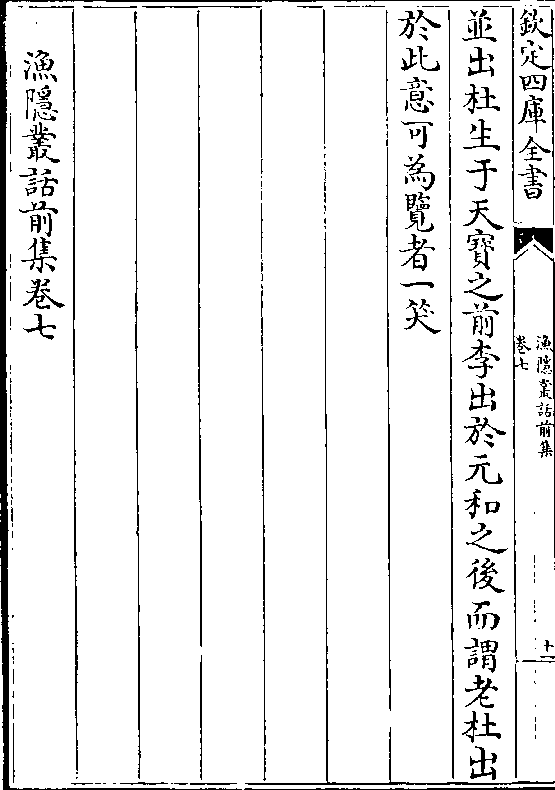 欽定四庫全書
漁隱叢話前集
卷七
十一
並出杜生于天寶之前李出於元和之後而謂老杜出
於此意可為覽者一笑
漁隱叢話前集卷七